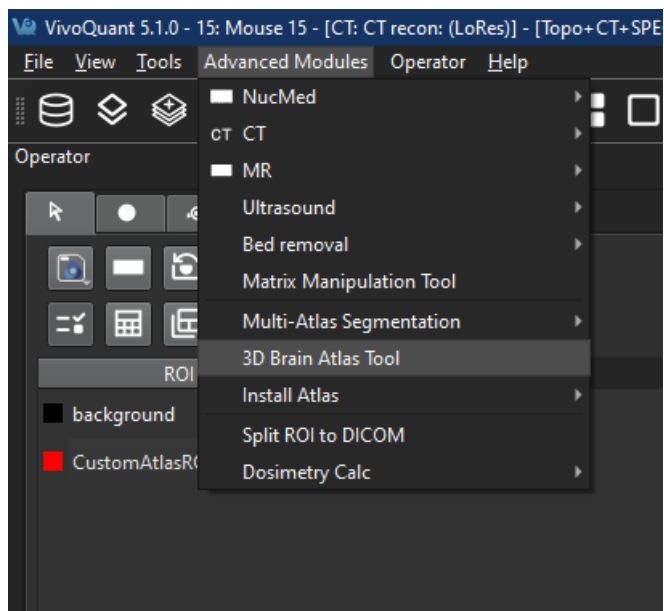 VivoQuant 5.1.0 - 15: Mouse 15 - [CT: CT recon: (LoRes)] - [Topo+CT+SPE
File View Tools Advanced Modules Operator Help
Operator
NucMed
CT CT
MR
Ultrasound
Bed removal
Matrix Manipulation Tool
Multi-Atlas Segmentation
3D Brain Atlas Tool
Install Atlas
Split ROI to DICOM
Dosimetry Calc
ROI
background
CustomAtlasRO